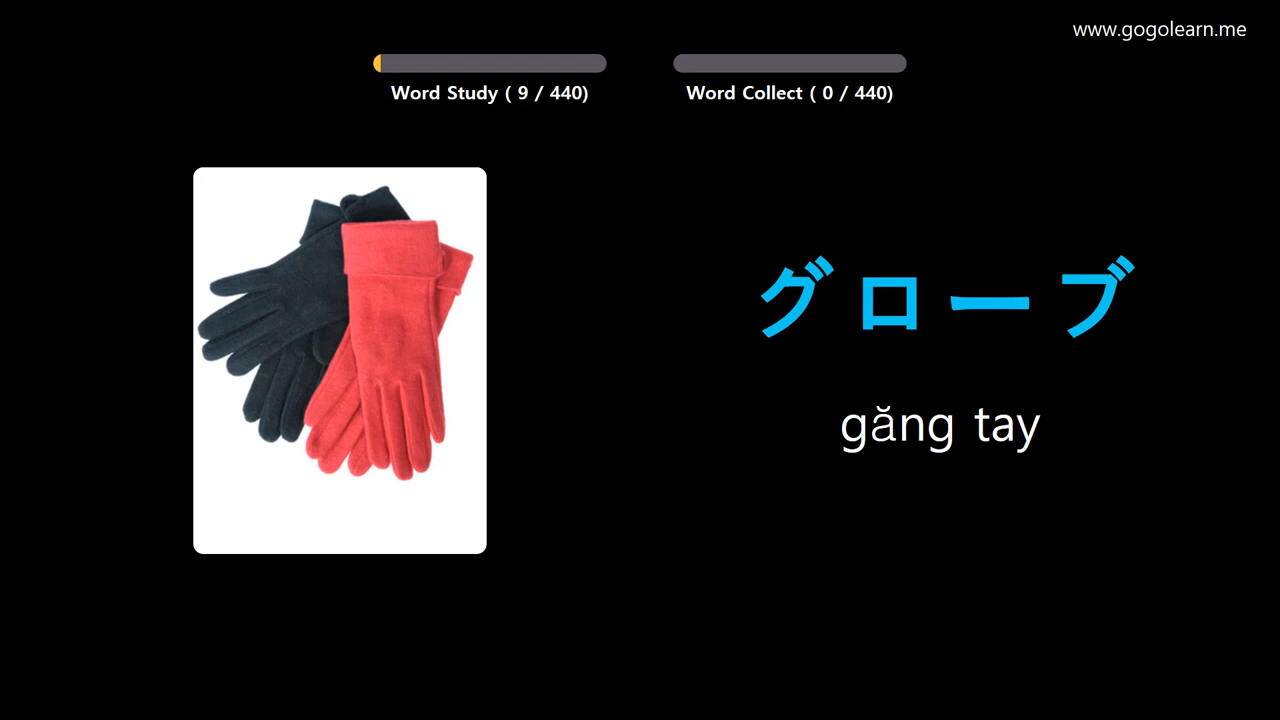 www.gogolearn.me
Word Study ( 9 / 440)
Word Collect ( 0 / 440)
グローブ
găng tay